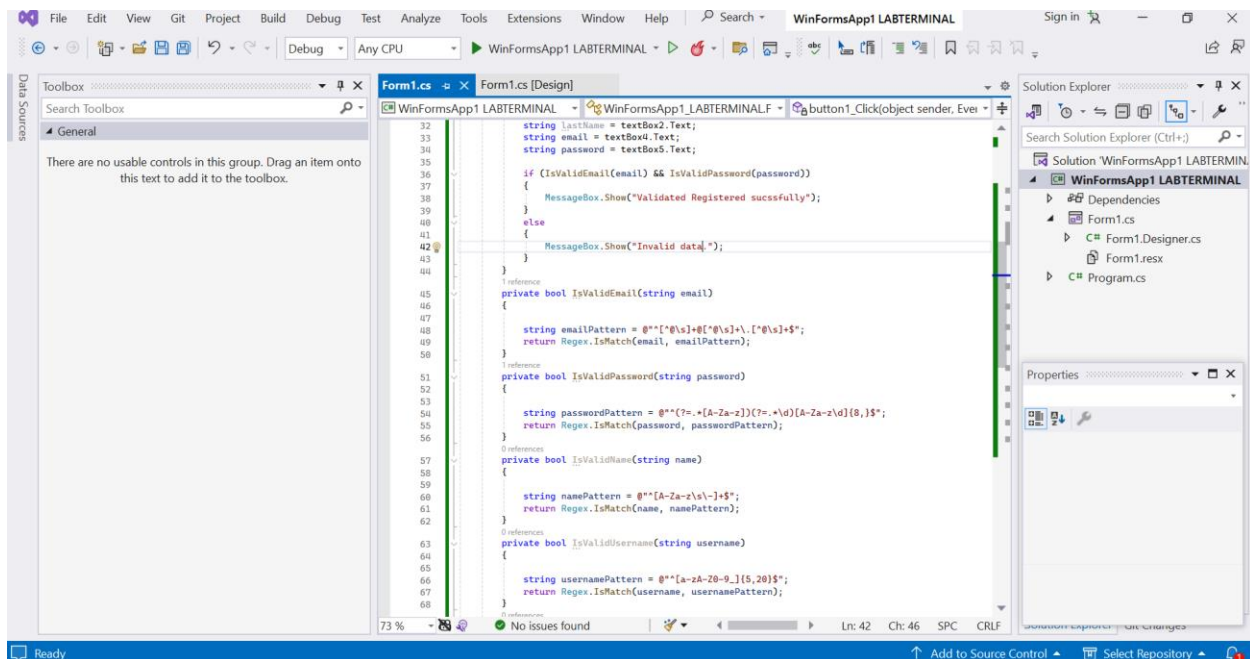 File Edit View Git Project Build Debug Test Analyze Tools Extensions Window Help Search WinFormsApp1 LABTERMINAL Sign in
Debug Any CPU WinFormsApp1 LABTERMINAL
Data Sources
Toolbox
Search Toolbox
General
There are no usable controls in this group. Drag an item onto
this text to add it to the toolbox.
Form1.cs Form1.cs [Design]
WinFormsApp1 LABTERMINAL WinFormsApp1_LABTERMINAL.F button1_Click(object sender, Ever
32 string lastName = textBox2.Text;
33 string email = textBox4.Text;
34 string password = textBox5.Text;
35
36 if (IsValidEmail(email) && IsValidPassword(password))
37 {
38 MessageBox.Show("Validated Registered sucssfully");
39 }
40 else
41 {
42 MessageBox.Show("Invalid data.");
43 }
44 }
1 reference
45 private bool IsValidEmail(string email)
46 {
47
48 string emailPattern = @"^[^@\s]+@[^@\s]+\.[^@\s]+$";
49 return Regex.IsMatch(email, emailPattern);
50 }
1 reference
51 private bool IsValidPassword(string password)
52 {
53
54 string passwordPattern = @"^(?=.*[A-Za-z])(?=.*\d)[A-Za-z\d]{8,}$";
55 return Regex.IsMatch(password, passwordPattern);
56 }
0 references
57 private bool IsValidName(string name)
58 {
59
60 string namePattern = @"^[A-Za-z\s\-]+$";
61 return Regex.IsMatch(name, namePattern);
62 }
0 references
63 private bool IsValidUsername(string username)
64 {
65
66 string usernamePattern = @"^[a-zA-Z0-9_]{5,20}$";
67 return Regex.IsMatch(username, usernamePattern);
68 }
0 references
73 % No issues found Ln: 42 Ch: 46 SPC CRLF
Solution Explorer
Search Solution Explorer (Ctrl+;)
Solution 'WinFormsApp1 LABTERMIN
WinFormsApp1 LABTERMINAL
Dependencies
Form1.cs
C# Form1.Designer.cs
Form1.resx
C# Program.cs
Properties
Solution Explorer Git Changes
Ready Add to Source Control Select Repository 1